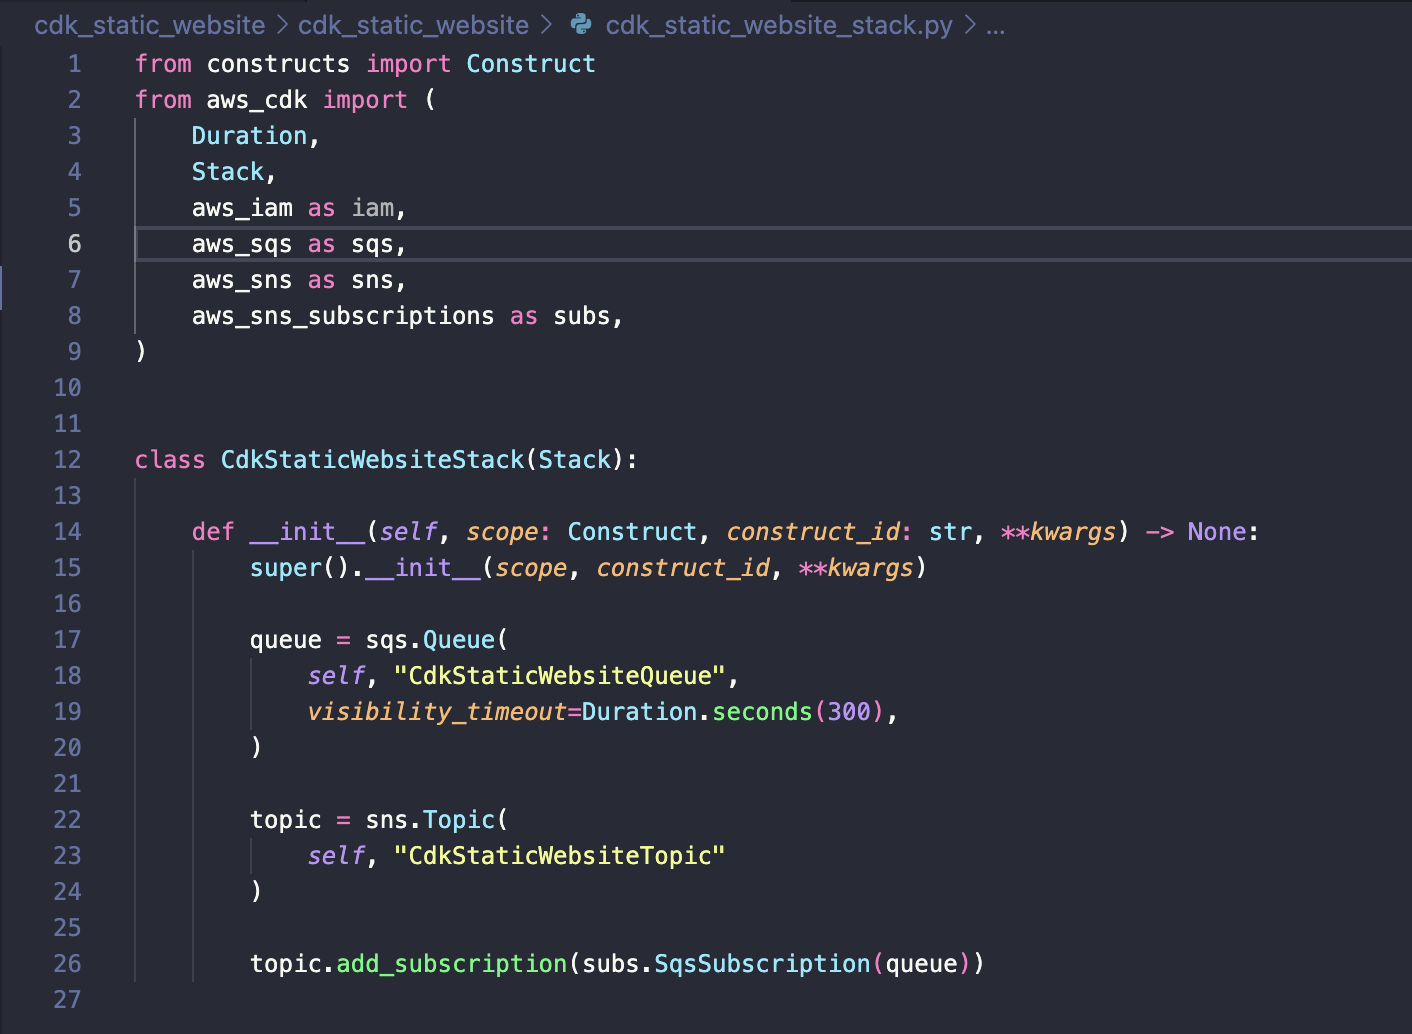 cdk_static_website > cdk_static_website > cdk_static_website_stack.py > ...
1 from constructs import Construct
2 from aws_cdk import (
3     Duration,
4     Stack,
5     aws_iam as iam,
6     aws_sqs as sqs,
7     aws_sns as sns,
8     aws_sns_subscriptions as subs,
9 )
10
11
12 class CdkStaticWebsiteStack(Stack):
13
14     def __init__(self, scope: Construct, construct_id: str, **kwargs) -> None:
15         super().__init__(scope, construct_id, **kwargs)
16
17         queue = sqs.Queue(
18             self, "CdkStaticWebsiteQueue",
19             visibility_timeout=Duration.seconds(300),
20         )
21
22         topic = sns.Topic(
23             self, "CdkStaticWebsiteTopic"
24         )
25
26         topic.add_subscription(subs.SqsSubscription(queue))
27